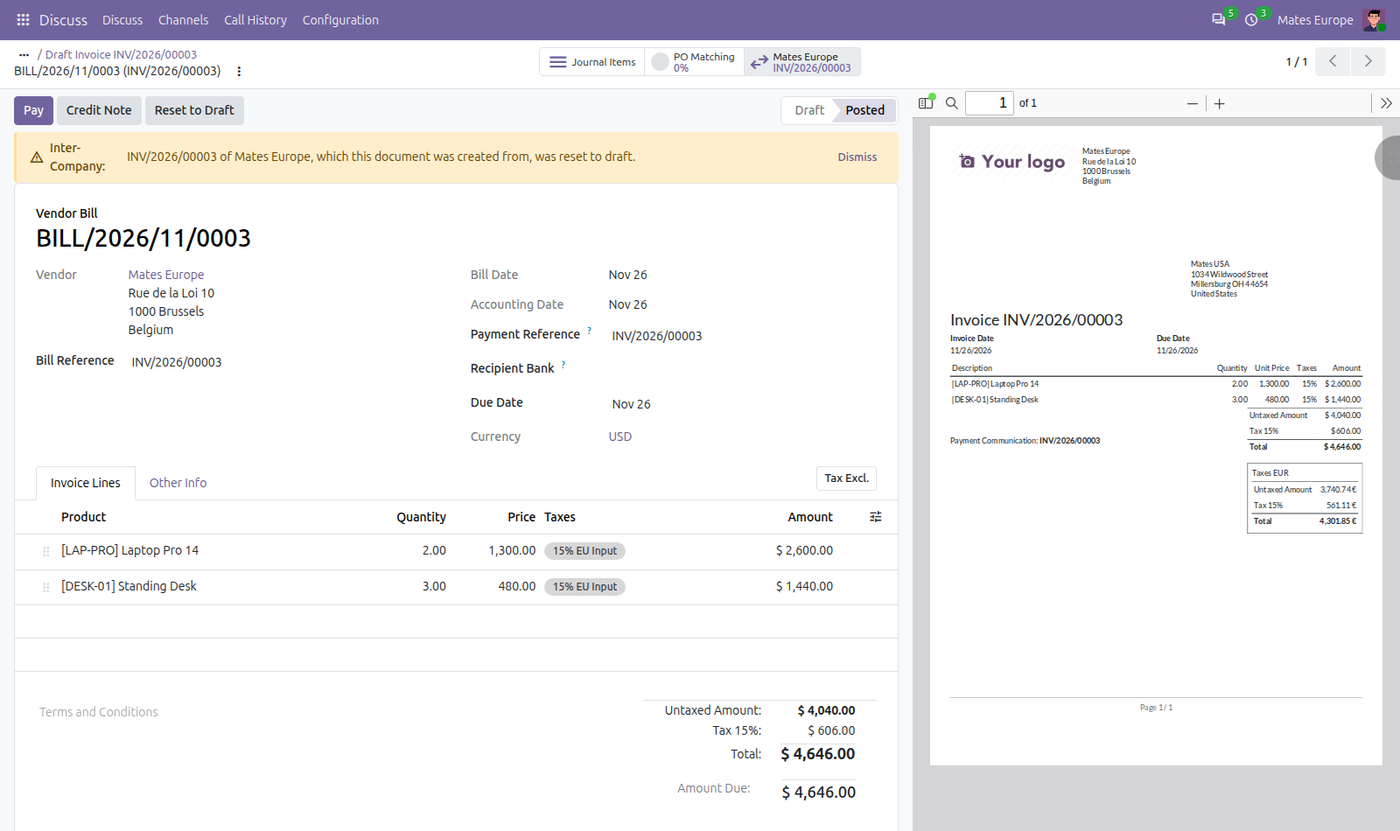 Discuss Discuss Channels Call History Configuration 5 3 Mates Europe
... / Draft Invoice INV/2026/00003
BILL/2026/11/0003 (INV/2026/00003)
Journal Items
PO Matching
0%
Mates Europe
INV/2026/00003
1 / 1
Pay Credit Note Reset to Draft Draft Posted
Inter-
Company:
INV/2026/00003 of Mates Europe, which this document was created from, was reset to draft. Dismiss
Vendor Bill
BILL/2026/11/0003
Vendor Mates Europe
Rue de la Loi 10
1000 Brussels
Belgium
Bill Reference INV/2026/00003
Bill Date Nov 26
Accounting Date Nov 26
Payment Reference ? INV/2026/00003
Recipient Bank ?
Due Date Nov 26
Currency USD
Invoice Lines Other Info Tax Excl.
Product Quantity Price Taxes Amount
[LAP-PRO] Laptop Pro 14 2.00 1,300.00 15% EU Input $ 2,600.00
[DESK-01] Standing Desk 3.00 480.00 15% EU Input $ 1,440.00
Terms and Conditions
Untaxed Amount: $ 4,040.00
Tax 15%: $ 606.00
Total: $ 4,646.00
Amount Due: $ 4,646.00
1 of 1
Your logo
Mates Europe
Rue de la Loi 10
1000 Brussels
Belgium
Mates USA
1034 Wildwood Street
Millersburg OH 44654
United States
Invoice INV/2026/00003
Invoice Date Due Date
11/26/2026 11/26/2026
Description Quantity Unit Price Taxes Amount
[LAP-PRO] Laptop Pro 14 2.00 1,300.00 15% $ 2,600.00
[DESK-01] Standing Desk 3.00 480.00 15% $ 1,440.00
Untaxed Amount $ 4,040.00
Tax 15% $ 606.00
Payment Communication: INV/2026/00003
Total $ 4,646.00
Taxes EUR
Untaxed Amount 3,740.74 €
Tax 15% 561.11 €
Total 4,301.85 €
Page 1 / 1